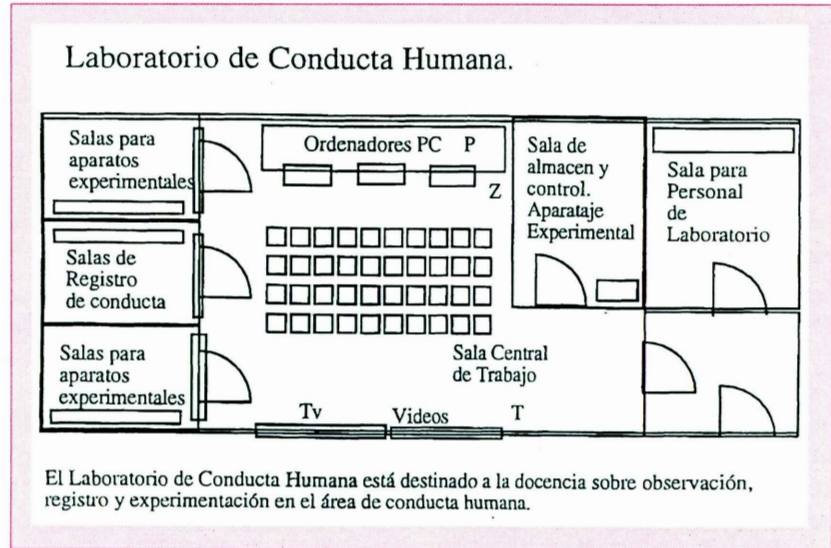 Laboratorio de Conducta Humana.
Salas para
aparatos
experimentales
Ordenadores PC P
Z
Sala de
almacen y
control.
Aparataje
Experimental
Sala para
Personal
de
Laboratorio
Salas de
Registro
de conducta
Salas para
aparatos
experimentales
Sala Central
de Trabajo
Tv
Videos
T
El Laboratorio de Conducta Humana está destinado a la docencia sobre observación,
registro y experimentación en el área de conducta humana.